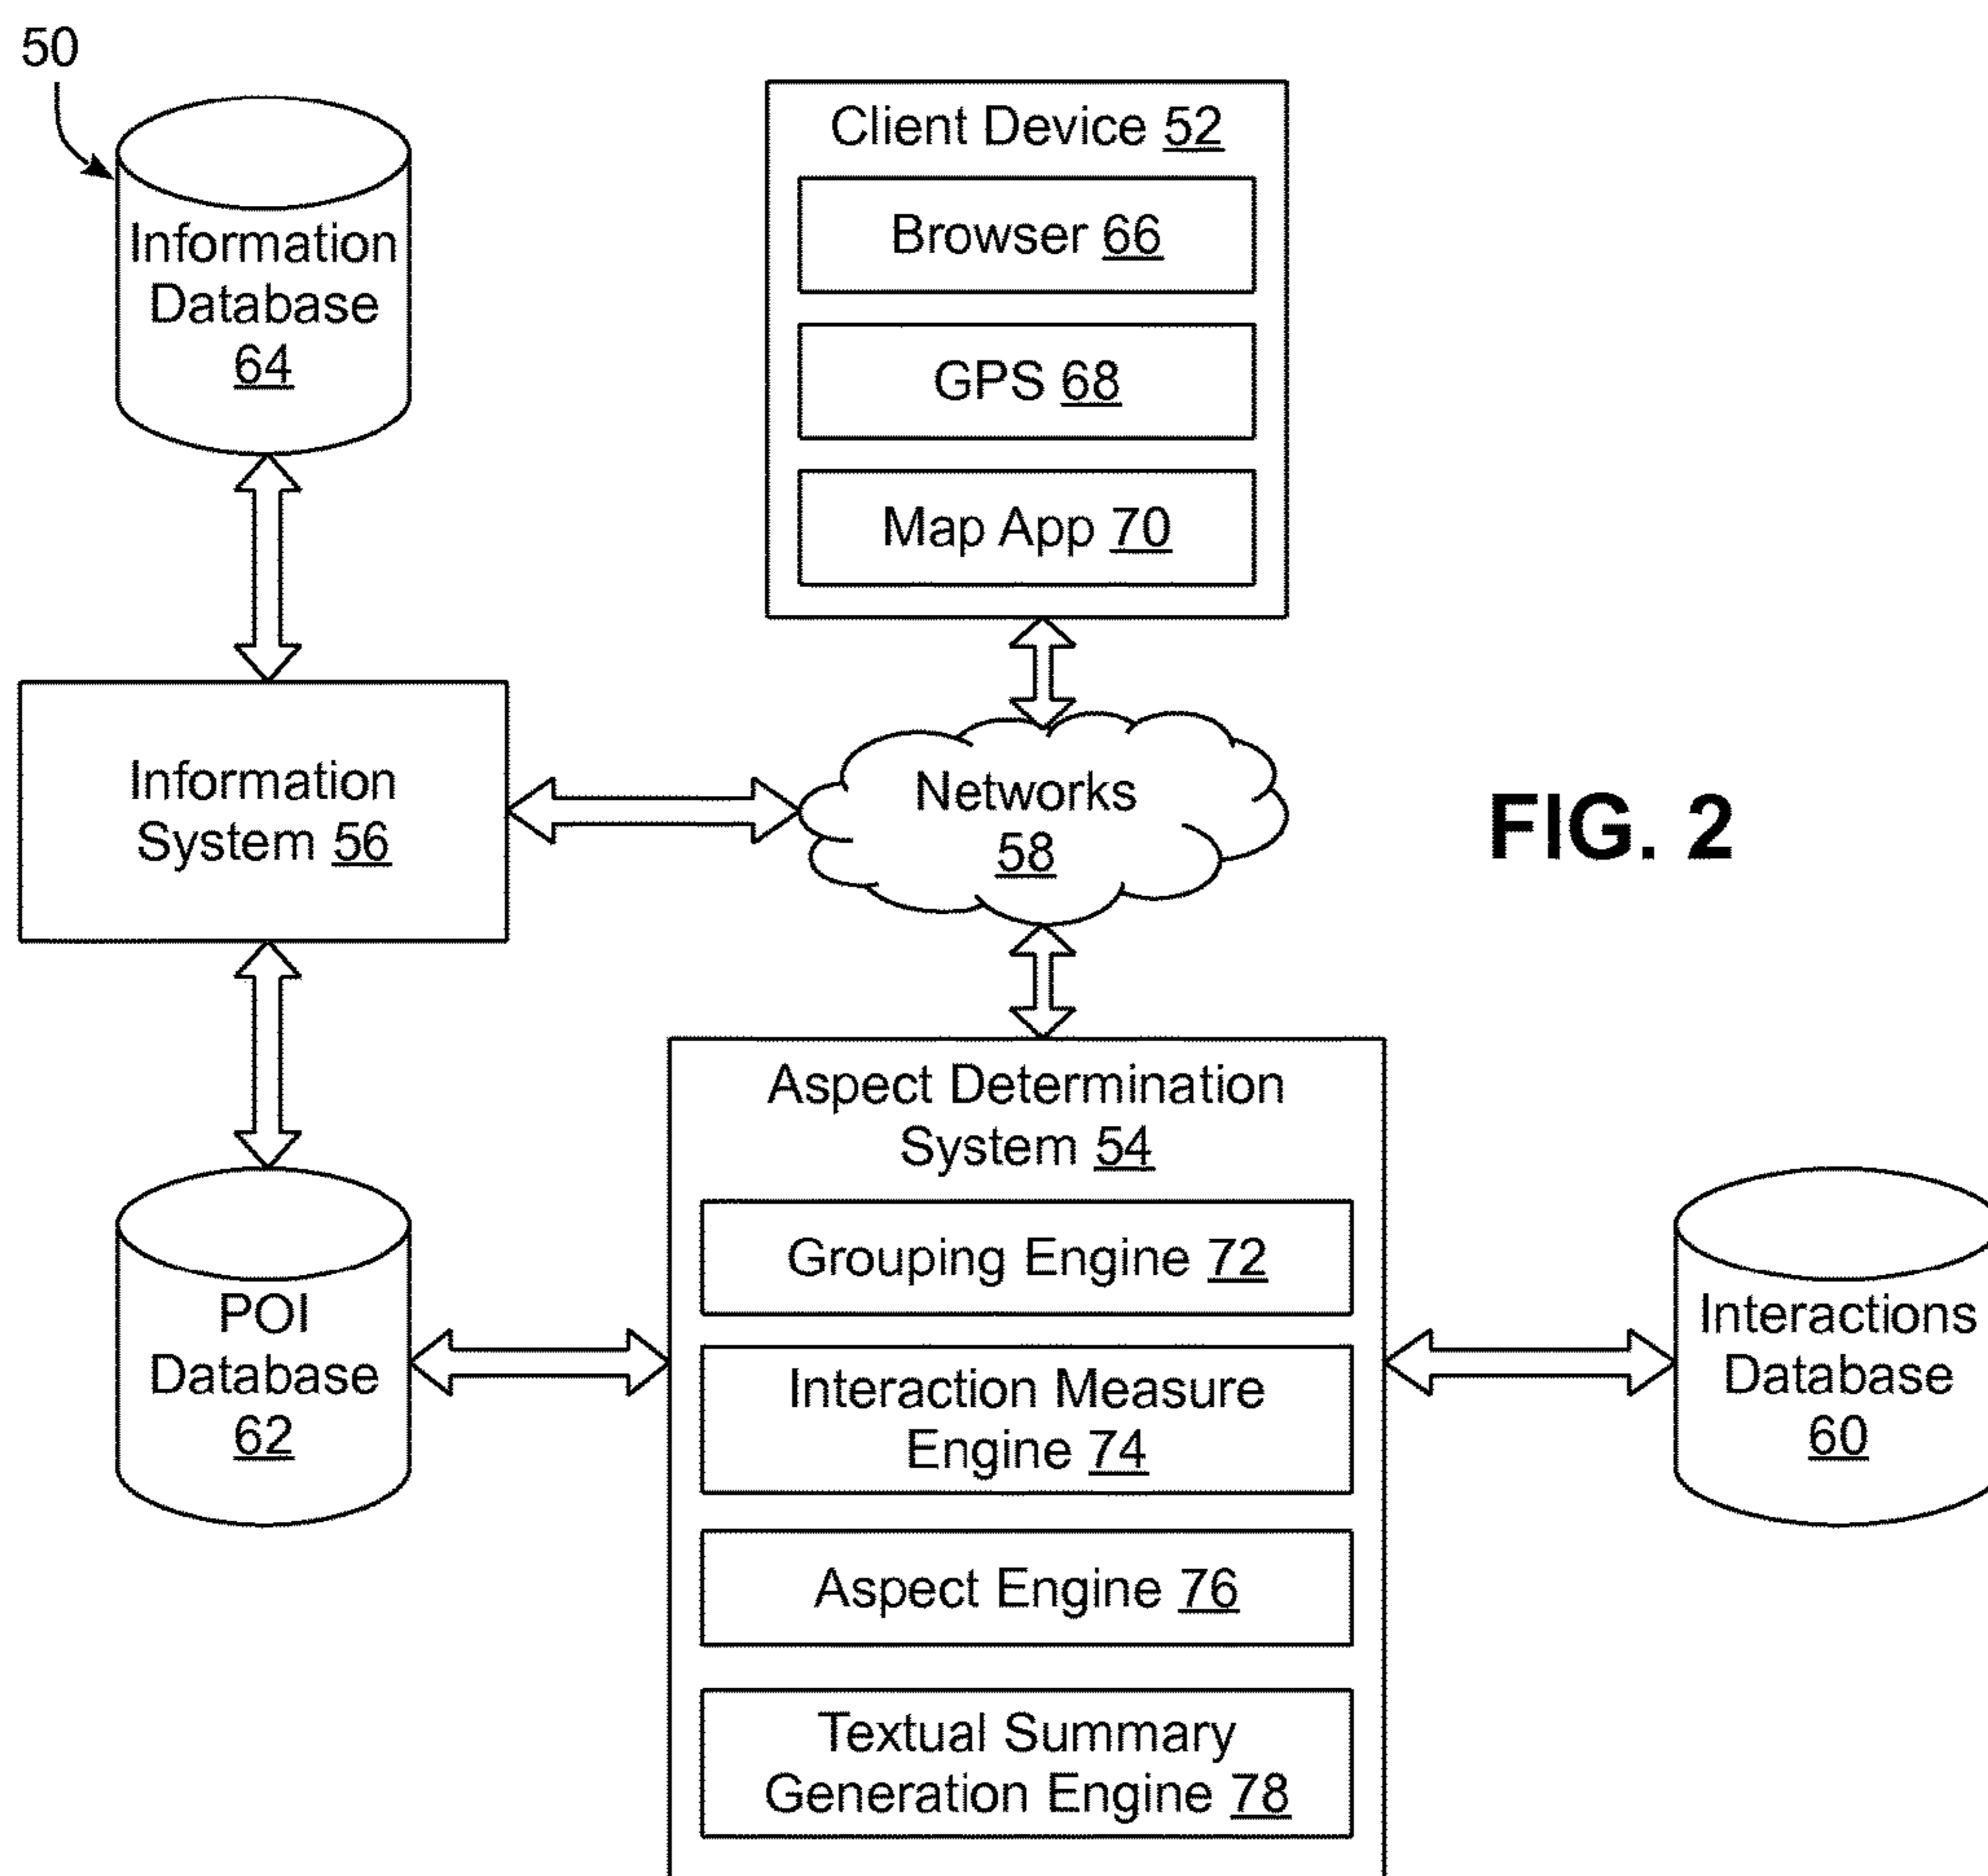 50
Information
Database
64
Client Device 52
Browser 66
GPS 68
Map App 70
Information
System 56
Networks
58
FIG. 2
Aspect Determination
System 54
Grouping Engine 72
Interaction Measure
Engine 74
Aspect Engine 76
Textual Summary
Generation Engine 78
POI
Database
62
Interactions
Database
60